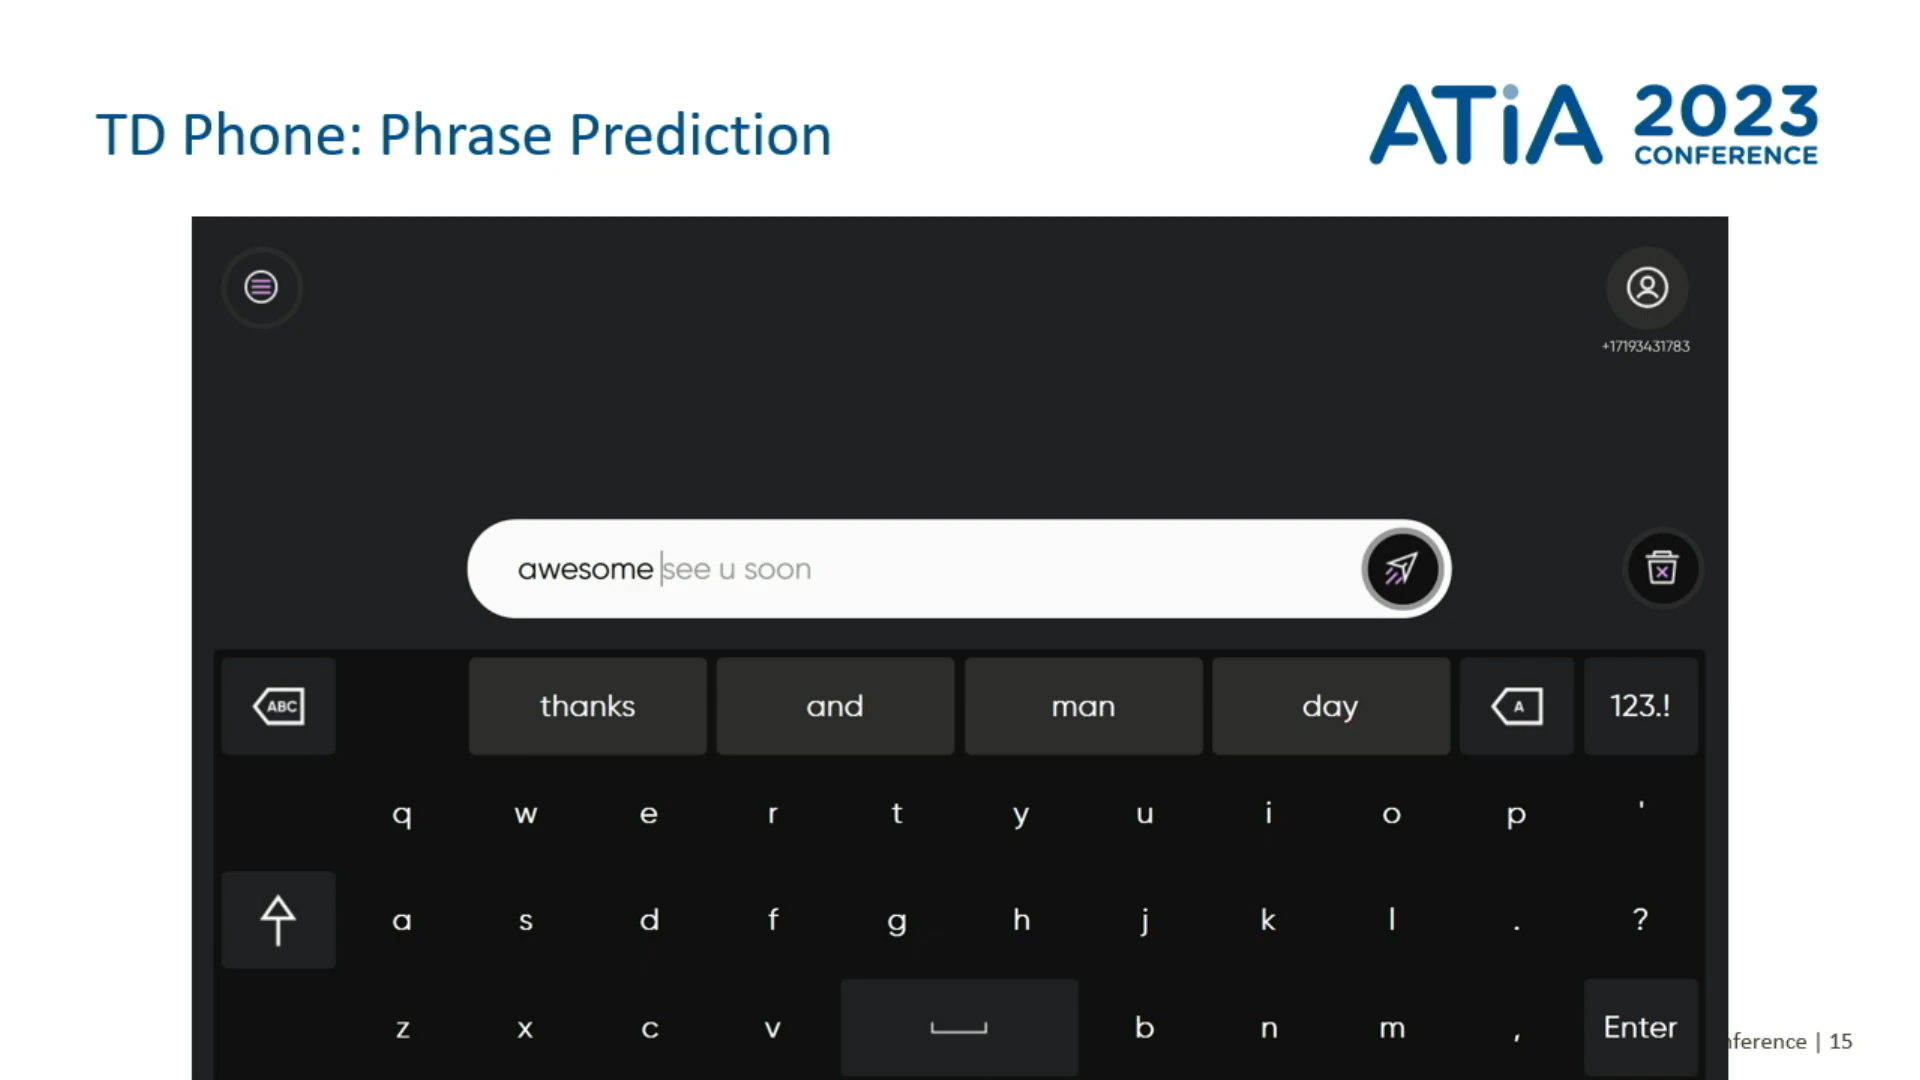 TD Phone: Phrase Prediction
ATiA 2023
CONFERENCE
+17193431783
awesome see u soon
ABC thanks and man day A 123.!
q w e r t y u i o p '
a s d f g h j k l . ?
z x c v b n m , Enter
nference | 15